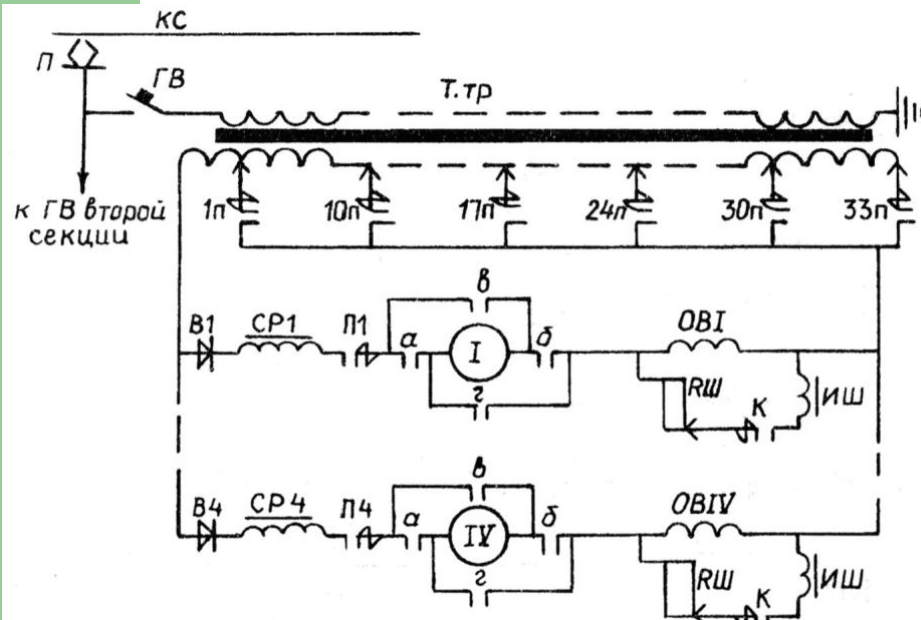 КС
П
ГВ
Т.тр
к ГВ второй
секции
1п 10п 17п 24п 30п 33п
в
В1 СР1 П1 а I б ОВI
г
RШ К ИШ
в
В4 СР4 П4 а IV б ОВIV
г
RШ К ИШ